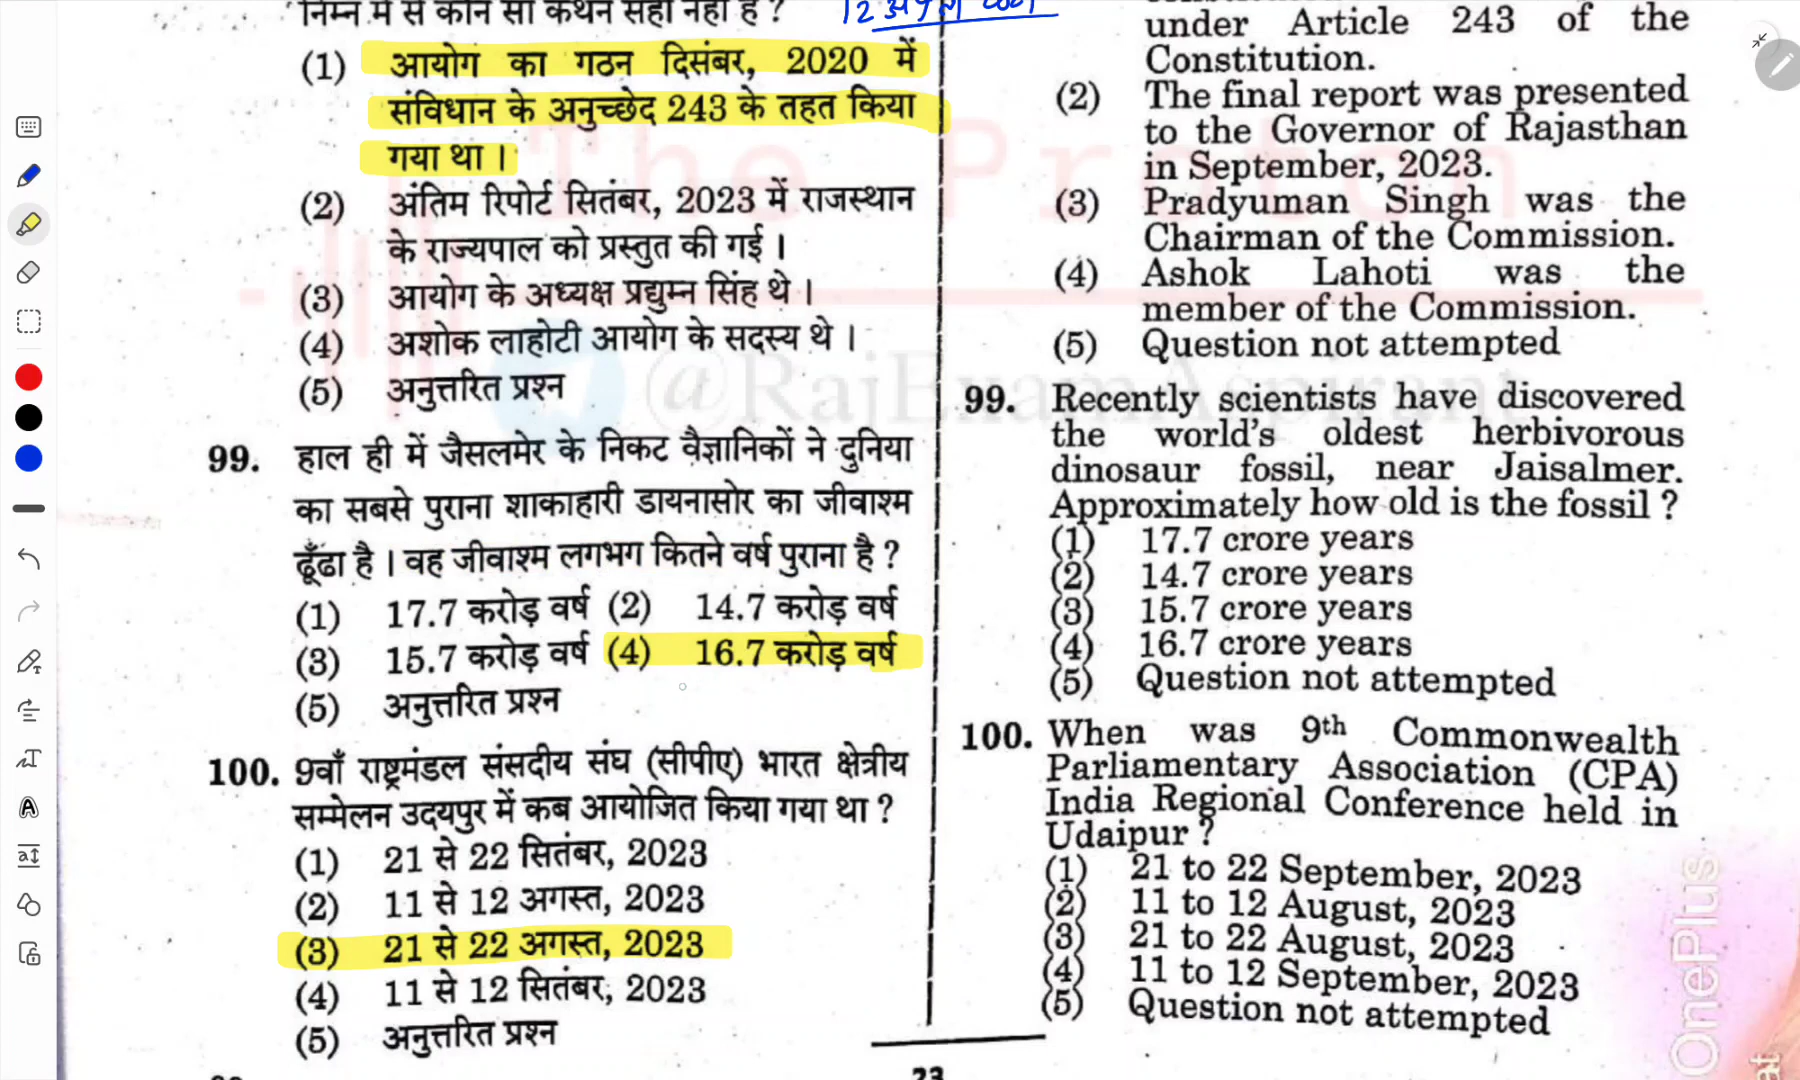 निम्न में से कौन सा कथन सही नहीं है ?
(1) आयोग का गठन दिसंबर, 2020 में
संविधान के अनुच्छेद 243 के तहत किया
गया था ।
(2) अंतिम रिपोर्ट सितंबर, 2023 में राजस्थान
के राज्यपाल को प्रस्तुत की गई ।
(3) आयोग के अध्यक्ष प्रद्युम्न सिंह थे ।
(4) अशोक लाहोटी आयोग के सदस्य थे ।
(5) अनुत्तरित प्रश्न
99. हाल ही में जैसलमेर के निकट वैज्ञानिकों ने दुनिया
का सबसे पुराना शाकाहारी डायनासोर का जीवाश्म
ढूँढा है । वह जीवाश्म लगभग कितने वर्ष पुराना है ?
(1) 17.7 करोड़ वर्ष (2) 14.7 करोड़ वर्ष
(3) 15.7 करोड़ वर्ष (4) 16.7 करोड़ वर्ष
(5) अनुत्तरित प्रश्न
100. 9वाँ राष्ट्रमंडल संसदीय संघ (सीपीए) भारत क्षेत्रीय
सम्मेलन उदयपुर में कब आयोजित किया गया था ?
(1) 21 से 22 सितंबर, 2023
(2) 11 से 12 अगस्त, 2023
(3) 21 से 22 अगस्त, 2023
(4) 11 से 12 सितंबर, 2023
(5) अनुत्तरित प्रश्न
under Article 243 of the
Constitution.
(2) The final report was presented
to the Governor of Rajasthan
in September, 2023.
(3) Pradyuman Singh was the
Chairman of the Commission.
(4) Ashok Lahoti was the
member of the Commission.
(5) Question not attempted
99. Recently scientists have discovered
the world's oldest herbivorous
dinosaur fossil, near Jaisalmer.
Approximately how old is the fossil ?
(1) 17.7 crore years
(2) 14.7 crore years
(3) 15.7 crore years
(4) 16.7 crore years
(5) Question not attempted
100. When was 9th Commonwealth
Parliamentary Association (CPA)
India Regional Conference held in
Udaipur ?
(1) 21 to 22 September, 2023
(2) 11 to 12 August, 2023
(3) 21 to 22 August, 2023
(4) 11 to 12 September, 2023
(5) Question not attempted
23
The Proton
@RajExamAspirant
OnePlus